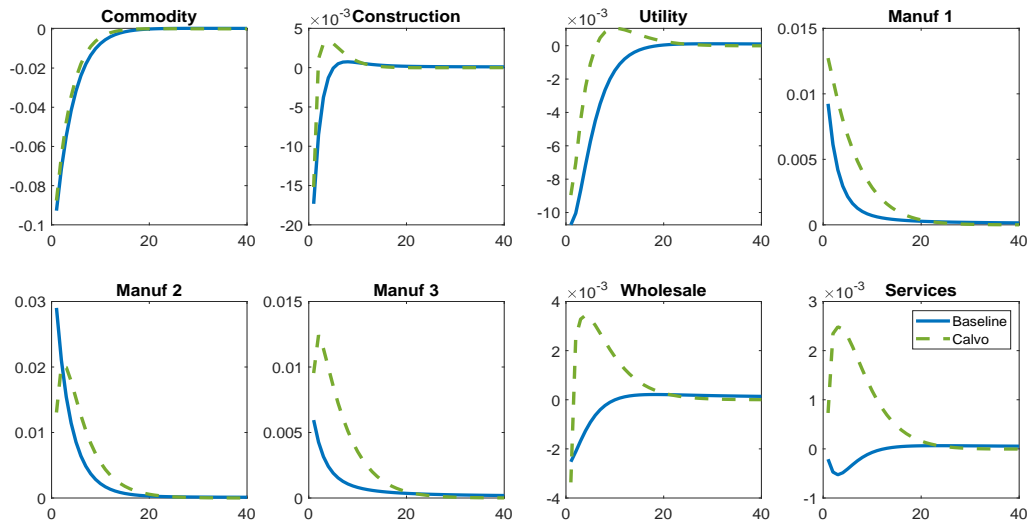 Commodity
0
-0.02
-0.04
-0.06
-0.08
-0.1
0 20 40
×10⁻³ Construction
5
0
-5
-10
-15
-20
0 20 40
×10⁻³ Utility
0
-2
-4
-6
-8
-10
0 20 40
Manuf 1
0.015
0.01
0.005
0
0 20 40
Manuf 2
0.03
0.02
0.01
0
0 20 40
Manuf 3
0.015
0.01
0.005
0
0 20 40
×10⁻³ Wholesale
4
2
0
-2
-4
0 20 40
×10⁻³ Services
3
2
1
0
-1
0 20 40
Baseline
Calvo